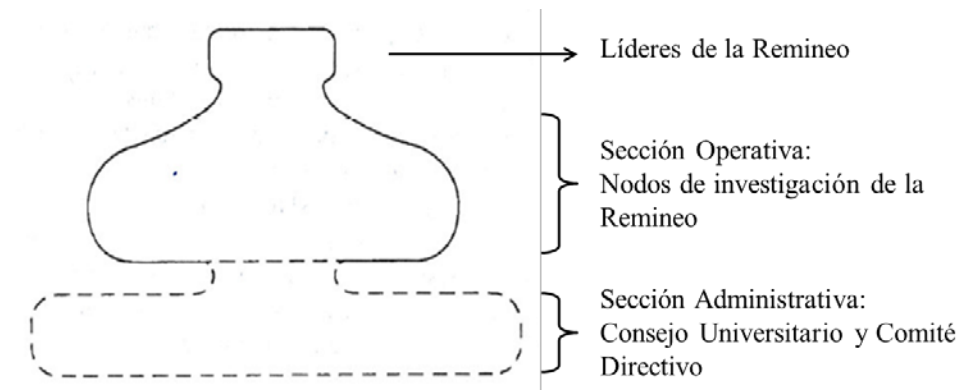 Líderes de la Remineo
Sección Operativa:
Nodos de investigación de la
Remineo
Sección Administrativa:
Consejo Universitario y Comité
Directivo